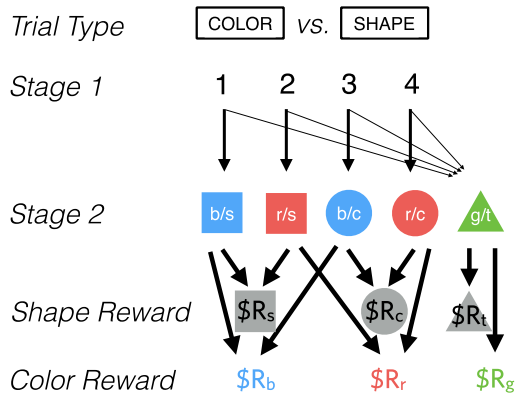 Trial Type COLOR vs. SHAPE
Stage 1 1 2 3 4
Stage 2 b/s r/s b/c r/c g/t
Shape Reward $Rs $Rc $Rt
Color Reward $Rb $Rr $Rg